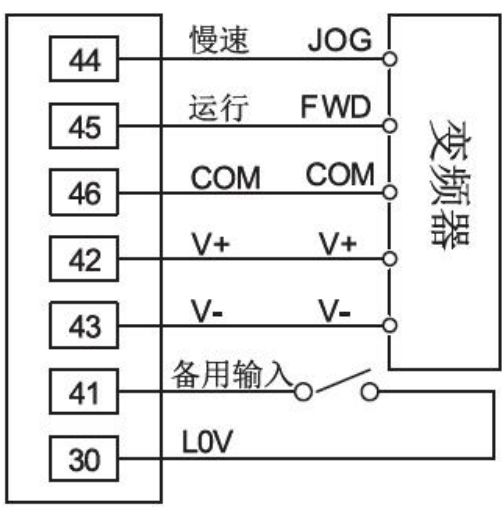 44 慢速 JOG
45 运行 FWD
46 COM COM
42 V+ V+
43 V- V-
41 备用输入
30 L0V
变频器